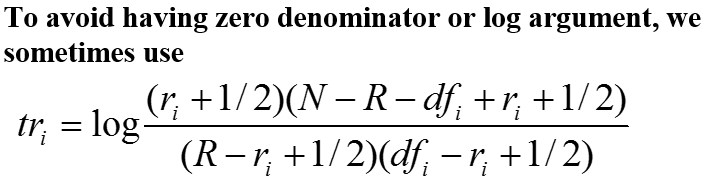 To avoid having zero denominator or log argument, we
sometimes use
tr_i = log (r_i + 1/2)(N − R − df_i + r_i + 1/2) / (R − r_i + 1/2)(df_i − r_i + 1/2)